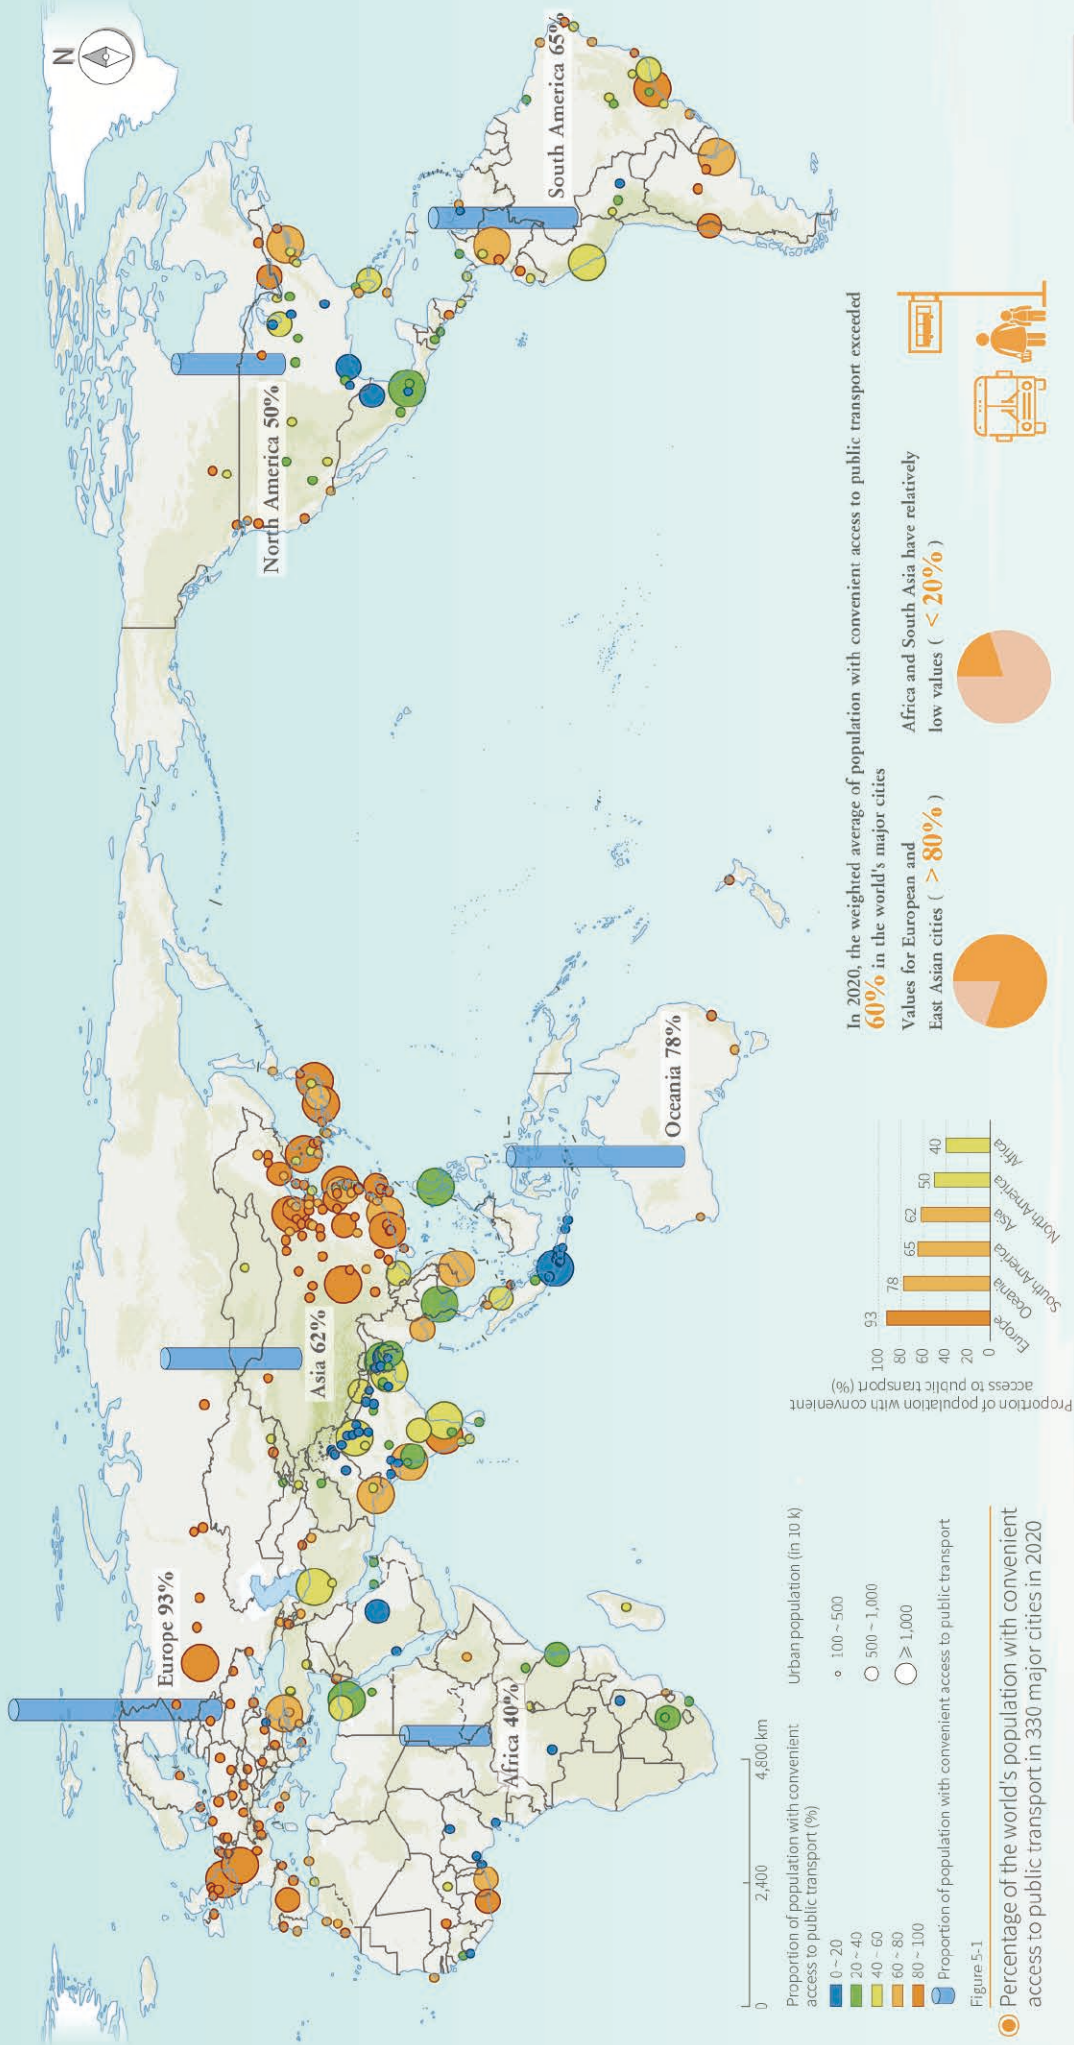 N
Europe 93%
Asia 62%
North America 50%
South America 65%
Africa 40%
Oceania 78%
0
2,400
4,800 km
Proportion of population with convenient
access to public transport (%)
0 ~ 20
20 ~ 40
40 ~ 60
60 ~ 80
80 ~ 100
Proportion of population with convenient access to public transport
Urban population (in 10 k)
100 ~ 500
500 ~ 1,000
⩾ 1,000
Proportion of population with convenient
access to public transport (%)
100
80
60
40
20
0
93
78
65
62
50
40
Europe
Oceania
South America
Asia
North America
Africa
In 2020, the weighted average of population with convenient access to public transport exceeded
60% in the world's major cities
Values for European and
East Asian cities ( > 80% )
Africa and South Asia have relatively
low values ( < 20% )
Figure 5-1
Percentage of the world's population with convenient
access to public transport in 330 major cities in 2020